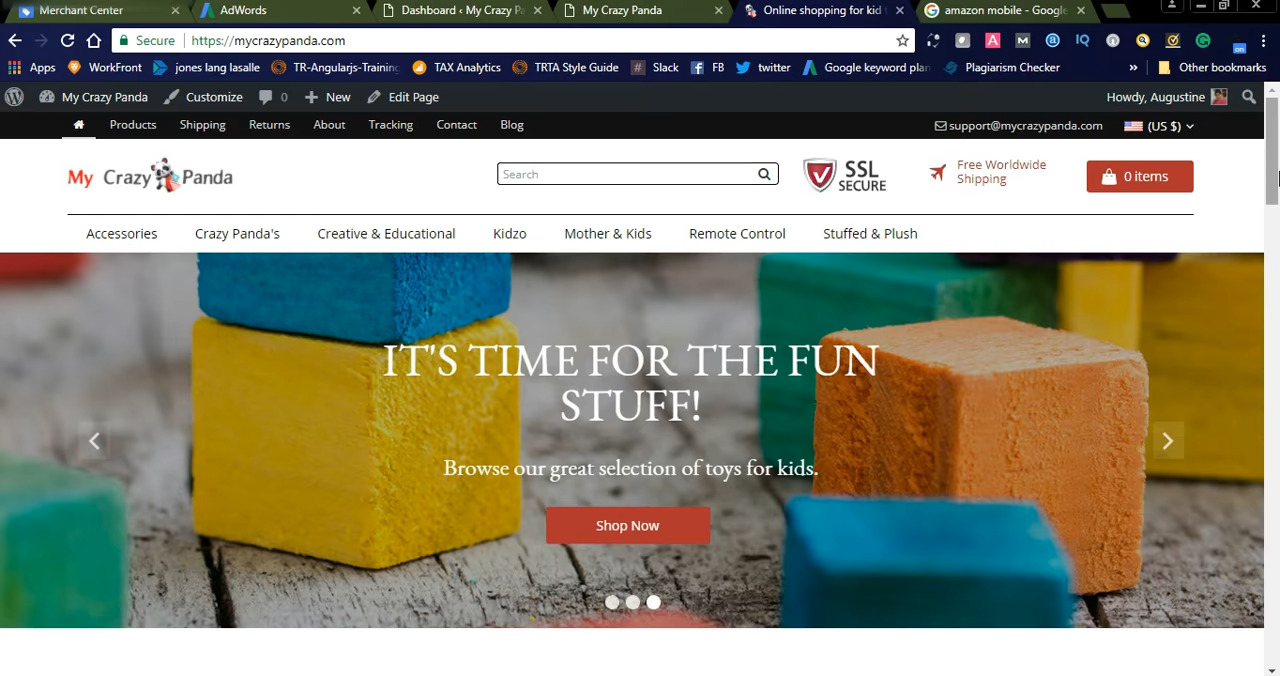 Merchant Center
AdWords
Dashboard ‹ My Crazy P
My Crazy Panda
Online shopping for kid
amazon mobile - Google
Secure
https://mycrazypanda.com
Apps
WorkFront
jones lang lasalle
TR-Angularjs-Training
TAX Analytics
TRTA Style Guide
Slack
FB
twitter
Google keyword plan
Plagiarism Checker
»
Other bookmarks
My Crazy Panda
Customize
0
New
Edit Page
Howdy, Augustine
Products
Shipping
Returns
About
Tracking
Contact
Blog
support@mycrazypanda.com
(US $)
My Crazy Panda
Search
SSL
SECURE
Free Worldwide
Shipping
0 items
Accessories
Crazy Panda's
Creative & Educational
Kidzo
Mother & Kids
Remote Control
Stuffed & Plush
IT'S TIME FOR THE FUN
STUFF!
Browse our great selection of toys for kids.
Shop Now